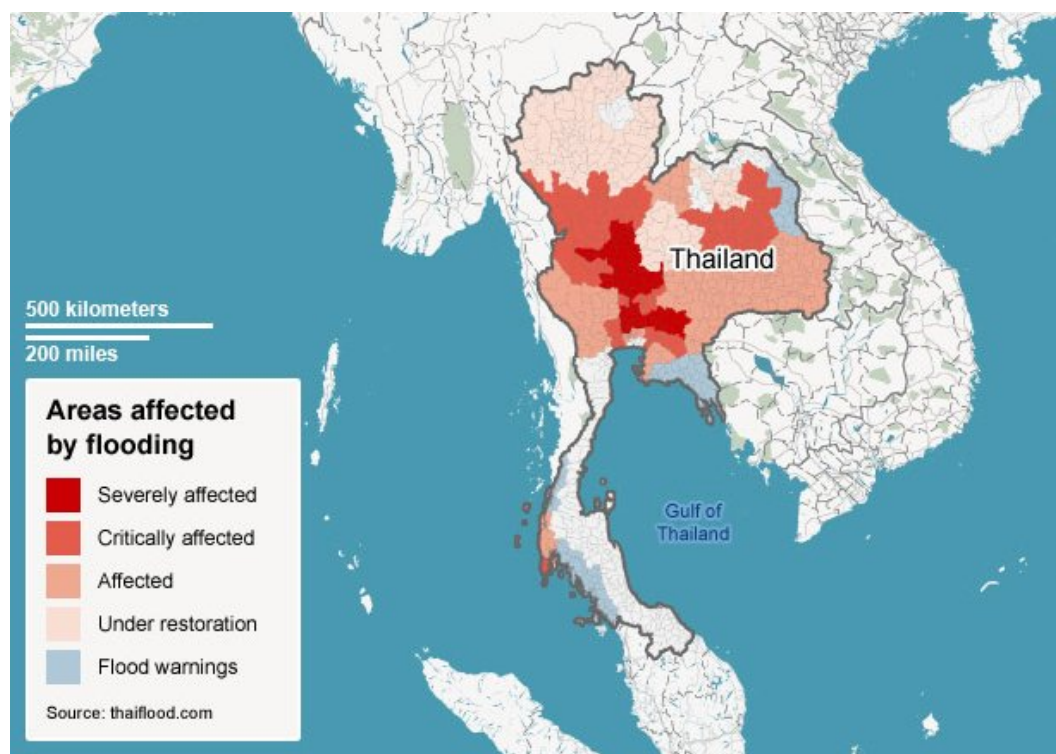 Thailand
500 kilometers
200 miles
Areas affected
by flooding
Severely affected
Critically affected
Affected
Under restoration
Flood warnings
Source: thaiflood.com
Gulf of
Thailand